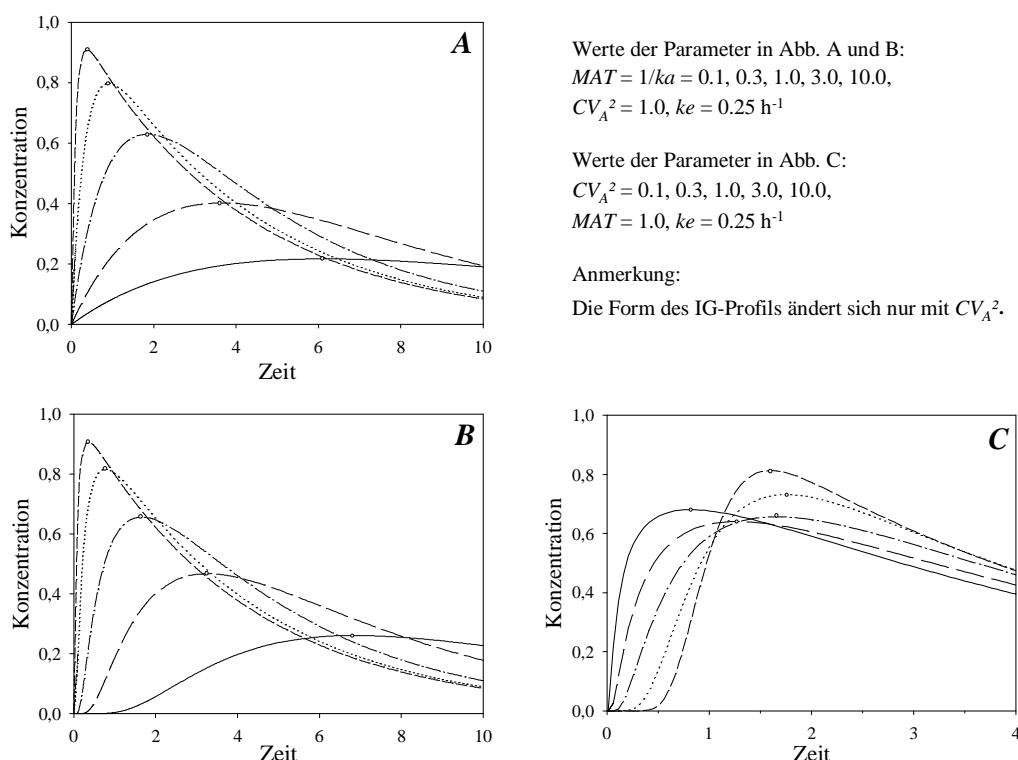 A
1,0
0,8
0,6
0,4
0,2
0,0
Konzentration
0 2 4 6 8 10
Zeit
Werte der Parameter in Abb. A und B:
MAT = 1/ka = 0.1, 0.3, 1.0, 3.0, 10.0,
CV_A² = 1.0, ke = 0.25 h⁻¹
Werte der Parameter in Abb. C:
CV_A² = 0.1, 0.3, 1.0, 3.0, 10.0,
MAT = 1.0, ke = 0.25 h⁻¹
Anmerkung:
Die Form des IG-Profils ändert sich nur mit CV_A².
B
1,0
0,8
0,6
0,4
0,2
0,0
Konzentration
0 2 4 6 8 10
Zeit
C
1,0
0,8
0,6
0,4
0,2
0,0
Konzentration
0 1 2 3 4
Zeit